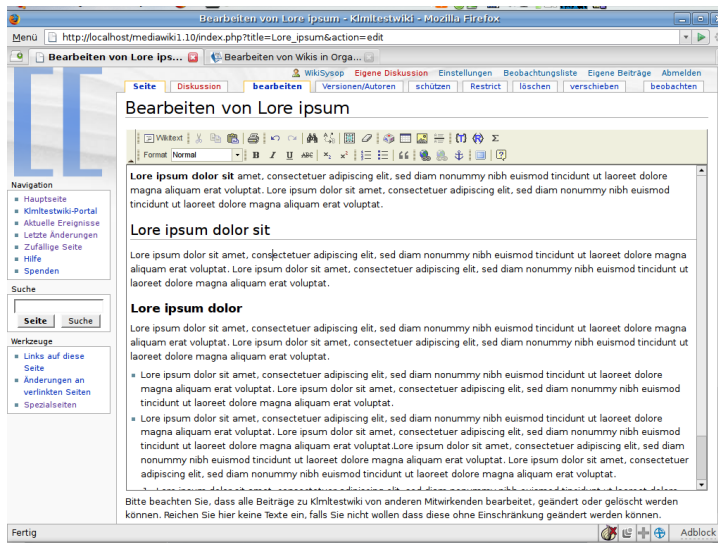 Bearbeiten von Lore ipsum - Klmltestwiki - Mozilla Firefox
Menü http://localhost/mediawiki1.10/index.php?title=Lore_ipsum&action=edit
Bearbeiten von Lore ips... Bearbeiten von Wikis in Orga...
WikiSysop Eigene Diskussion Einstellungen Beobachtungsliste Eigene Beiträge Abmelden
Seite Diskussion bearbeiten Versionen/Autoren schützen Restrict löschen verschieben beobachten
Bearbeiten von Lore ipsum
Wikitext
Format Normal B I U ABC x₂ x²
Lore ipsum dolor sit amet, consectetuer adipiscing elit, sed diam nonummy nibh euismod tincidunt ut laoreet dolore
magna aliquam erat voluptat. Lore ipsum dolor sit amet, consectetuer adipiscing elit, sed diam nonummy nibh euismod
tincidunt ut laoreet dolore magna aliquam erat voluptat.
Lore ipsum dolor sit
Lore ipsum dolor sit amet, consectetuer adipiscing elit, sed diam nonummy nibh euismod tincidunt ut laoreet dolore magna
aliquam erat voluptat. Lore ipsum dolor sit amet, consectetuer adipiscing elit, sed diam nonummy nibh euismod tincidunt ut
laoreet dolore magna aliquam erat voluptat.
Lore ipsum dolor
Lore ipsum dolor sit amet, consectetuer adipiscing elit, sed diam nonummy nibh euismod tincidunt ut laoreet dolore magna
aliquam erat voluptat. Lore ipsum dolor sit amet, consectetuer adipiscing elit, sed diam nonummy nibh euismod tincidunt ut
laoreet dolore magna aliquam erat voluptat.
Lore ipsum dolor sit amet, consectetuer adipiscing elit, sed diam nonummy nibh euismod tincidunt ut laoreet dolore
magna aliquam erat voluptat. Lore ipsum dolor sit amet, consectetuer adipiscing elit, sed diam nonummy nibh euismod
tincidunt ut laoreet dolore magna aliquam erat voluptat.
Lore ipsum dolor sit amet, consectetuer adipiscing elit, sed diam nonummy nibh euismod tincidunt ut laoreet dolore
magna aliquam erat voluptat. Lore ipsum dolor sit amet, consectetuer adipiscing elit, sed diam nonummy nibh euismod
tincidunt ut laoreet dolore magna aliquam erat voluptat.Lore ipsum dolor sit amet, consectetuer adipiscing elit, sed diam
nonummy nibh euismod tincidunt ut laoreet dolore magna aliquam erat voluptat. Lore ipsum dolor sit amet, consectetuer
adipiscing elit, sed diam nonummy nibh euismod tincidunt ut laoreet dolore magna aliquam erat voluptat.
Bitte beachten Sie, dass alle Beiträge zu Klmltestwiki von anderen Mitwirkenden bearbeitet, geändert oder gelöscht werden
können. Reichen Sie hier keine Texte ein, falls Sie nicht wollen dass diese ohne Einschränkung geändert werden können.
Navigation
Hauptseite
Klmltestwiki-Portal
Aktuelle Ereignisse
Letzte Änderungen
Zufällige Seite
Hilfe
Spenden
Suche
Seite Suche
Werkzeuge
Links auf diese
Seite
Änderungen an
verlinkten Seiten
Spezialseiten
Fertig Adblock